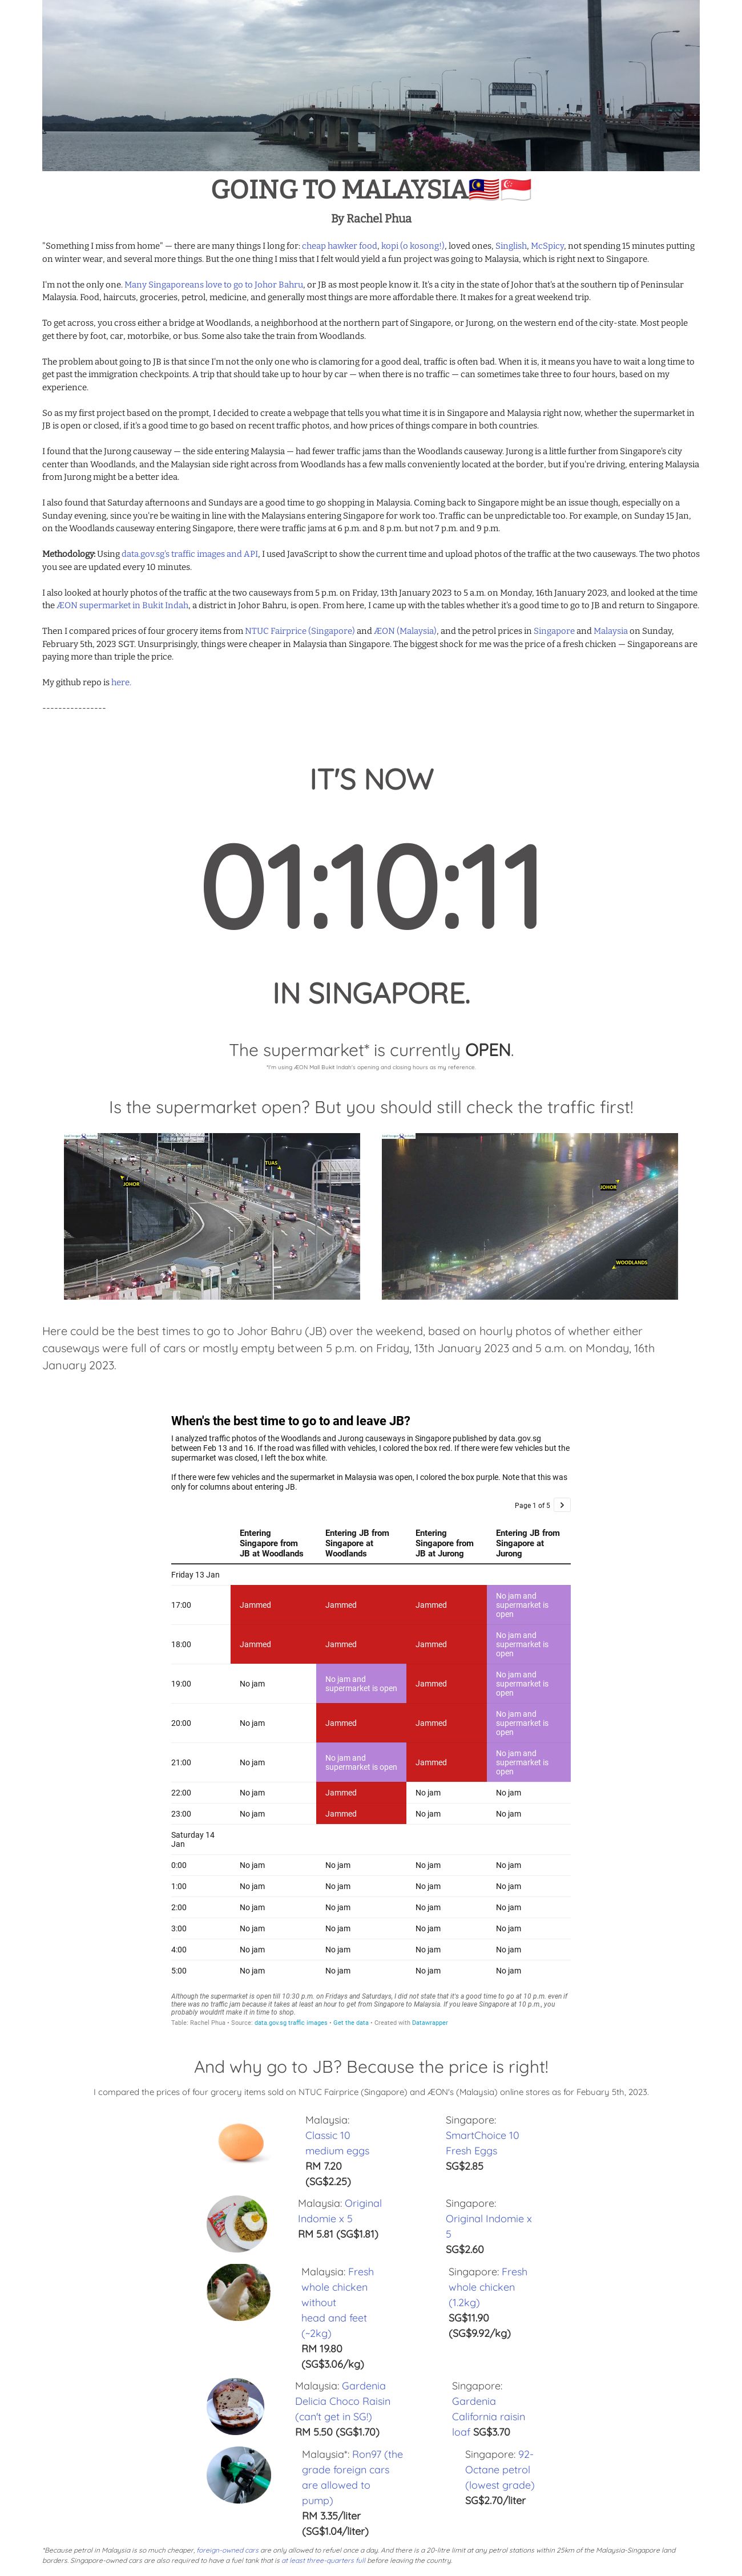 GOING TO MALAYSIA🇲🇾🇸🇬
By Rachel Phua
"Something I miss from home" — there are many things I long for: cheap hawker food, kopi (o kosong!), loved ones, Singlish, McSpicy, not spending 15 minutes putting
on winter wear, and several more things. But the one thing I miss that I felt would yield a fun project was going to Malaysia, which is right next to Singapore.
I'm not the only one. Many Singaporeans love to go to Johor Bahru, or JB as most people know it. It's a city in the state of Johor that's at the southern tip of Peninsular
Malaysia. Food, haircuts, groceries, petrol, medicine, and generally most things are more affordable there. It makes for a great weekend trip.
To get across, you cross either a bridge at Woodlands, a neighborhood at the northern part of Singapore, or Jurong, on the western end of the city-state. Most people
get there by foot, car, motorbike, or bus. Some also take the train from Woodlands.
The problem about going to JB is that since I'm not the only one who is clamoring for a good deal, traffic is often bad. When it is, it means you have to wait a long time to
get past the immigration checkpoints. A trip that should take up to hour by car — when there is no traffic — can sometimes take three to four hours, based on my
experience.
So as my first project based on the prompt, I decided to create a webpage that tells you what time it is in Singapore and Malaysia right now, whether the supermarket in
JB is open or closed, if it's a good time to go based on recent traffic photos, and how prices of things compare in both countries.
I found that the Jurong causeway — the side entering Malaysia — had fewer traffic jams than the Woodlands causeway. Jurong is a little further from Singapore's city
center than Woodlands, and the Malaysian side right across from Woodlands has a few malls conveniently located at the border, but if you're driving, entering Malaysia
from Jurong might be a better idea.
I also found that Saturday afternoons and Sundays are a good time to go shopping in Malaysia. Coming back to Singapore might be an issue though, especially on a
Sunday evening, since you're be waiting in line with the Malaysians entering Singapore for work too. Traffic can be unpredictable too. For example, on Sunday 15 Jan,
on the Woodlands causeway entering Singapore, there were traffic jams at 6 p.m. and 8 p.m. but not 7 p.m. and 9 p.m.
Methodology: Using data.gov.sg's traffic images and API, I used JavaScript to show the current time and upload photos of the traffic at the two causeways. The two photos
you see are updated every 10 minutes.
I also looked at hourly photos of the traffic at the two causeways from 5 p.m. on Friday, 13th January 2023 to 5 a.m. on Monday, 16th January 2023, and looked at the time
the ÆON supermarket in Bukit Indah, a district in Johor Bahru, is open. From here, I came up with the tables whether it's a good time to go to JB and return to Singapore.
Then I compared prices of four grocery items from NTUC Fairprice (Singapore) and ÆON (Malaysia), and the petrol prices in Singapore and Malaysia on Sunday,
February 5th, 2023 SGT. Unsurprisingly, things were cheaper in Malaysia than Singapore. The biggest shock for me was the price of a fresh chicken — Singaporeans are
paying more than triple the price.
My github repo is here.
----------------
IT'S NOW
01:10:11
IN SINGAPORE.
The supermarket* is currently OPEN.
*I'm using ÆON Mall Bukit Indah's opening and closing hours as my reference.
Is the supermarket open? But you should still check the traffic first!
JOHOR TUAS
JOHOR
WOODLANDS
Here could be the best times to go to Johor Bahru (JB) over the weekend, based on hourly photos of whether either
causeways were full of cars or mostly empty between 5 p.m. on Friday, 13th January 2023 and 5 a.m. on Monday, 16th
January 2023.
When's the best time to go to and leave JB?
I analyzed traffic photos of the Woodlands and Jurong causeways in Singapore published by data.gov.sg
between Feb 13 and 16. If the road was filled with vehicles, I colored the box red. If there were few vehicles but the
supermarket was closed, I left the box white.
If there were few vehicles and the supermarket in Malaysia was open, I colored the box purple. Note that this was
only for columns about entering JB.
Page 1 of 5 >
Entering Singapore from JB at Woodlands Entering JB from Singapore at Woodlands Entering Singapore from JB at Jurong Entering JB from Singapore at Jurong
Friday 13 Jan
17:00 Jammed Jammed Jammed No jam and supermarket is open
18:00 Jammed Jammed Jammed No jam and supermarket is open
19:00 No jam No jam and supermarket is open Jammed No jam and supermarket is open
20:00 No jam Jammed Jammed No jam and supermarket is open
21:00 No jam No jam and supermarket is open Jammed No jam and supermarket is open
22:00 No jam Jammed No jam No jam
23:00 No jam Jammed No jam No jam
Saturday 14 Jan
0:00 No jam No jam No jam No jam
1:00 No jam No jam No jam No jam
2:00 No jam No jam No jam No jam
3:00 No jam No jam No jam No jam
4:00 No jam No jam No jam No jam
5:00 No jam No jam No jam No jam
Although the supermarket is open till 10:30 p.m. on Fridays and Saturdays, I did not state that it's a good time to go at 10 p.m. even if
there was no traffic jam because it takes at least an hour to get from Singapore to Malaysia. If you leave Singapore at 10 p.m., you
probably wouldn't make it in time to shop.
Table: Rachel Phua • Source: data.gov.sg traffic images • Get the data • Created with Datawrapper
And why go to JB? Because the price is right!
I compared the prices of four grocery items sold on NTUC Fairprice (Singapore) and ÆON's (Malaysia) online stores as for Febuary 5th, 2023.
Malaysia:
Classic 10
medium eggs
RM 7.20
(SG$2.25)
Singapore:
SmartChoice 10
Fresh Eggs
SG$2.85
Malaysia: Original
Indomie x 5
RM 5.81 (SG$1.81)
Singapore:
Original Indomie x
5
SG$2.60
Malaysia: Fresh
whole chicken
without
head and feet
(~2kg)
RM 19.80
(SG$3.06/kg)
Singapore: Fresh
whole chicken
(1.2kg)
SG$11.90
(SG$9.92/kg)
Malaysia: Gardenia
Delicia Choco Raisin
(can't get in SG!)
RM 5.50 (SG$1.70)
Singapore:
Gardenia
California raisin
loaf SG$3.70
Malaysia*: Ron97 (the
grade foreign cars
are allowed to
pump)
RM 3.35/liter
(SG$1.04/liter)
Singapore: 92-
Octane petrol
(lowest grade)
SG$2.70/liter
*Because petrol in Malaysia is so much cheaper, foreign-owned cars are only allowed to refuel once a day. And there is a 20-litre limit at any petrol stations within 25km of the Malaysia-Singapore land
borders. Singapore-owned cars are also required to have a fuel tank that is at least three-quarters full before leaving the country.